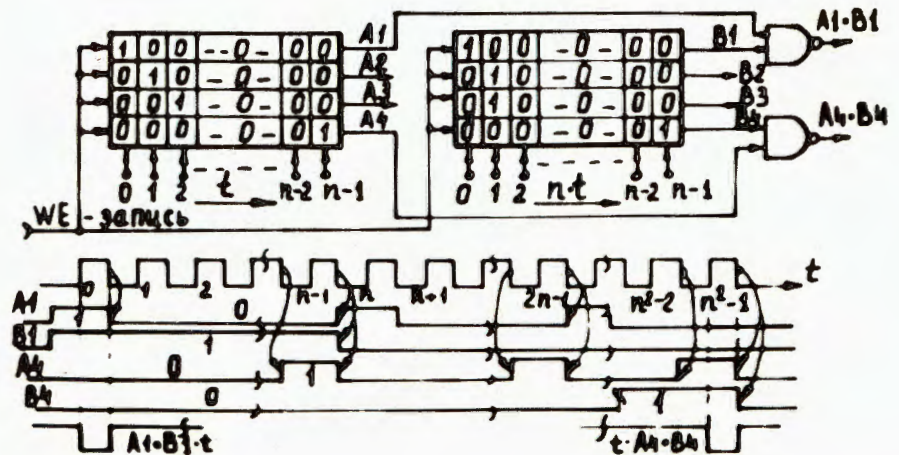 A1 B1 A1·B1
1 0 0 --0-- 0 0 1 0 0 -0- 0 0
A2 B2
0 1 0 --0-- 0 0 0 1 0 -0- 0 0
A3 B3
0 0 1 -0- 0 0 0 0 1 -0- 0 0
A4 B4 A4·B4
0 0 0 -0- 0 1 0 0 0 -0- 0 1
0 1 2 t n-2 n-1 0 1 2 n·t n-2 n-1
WE - запись
t
0 1 2 n-1 n n+1 2n-1 n²-2 n²-1
A1 1 0
B1 1
A4 0 1
B4 0 1
A1·B1·t t·A4·B4